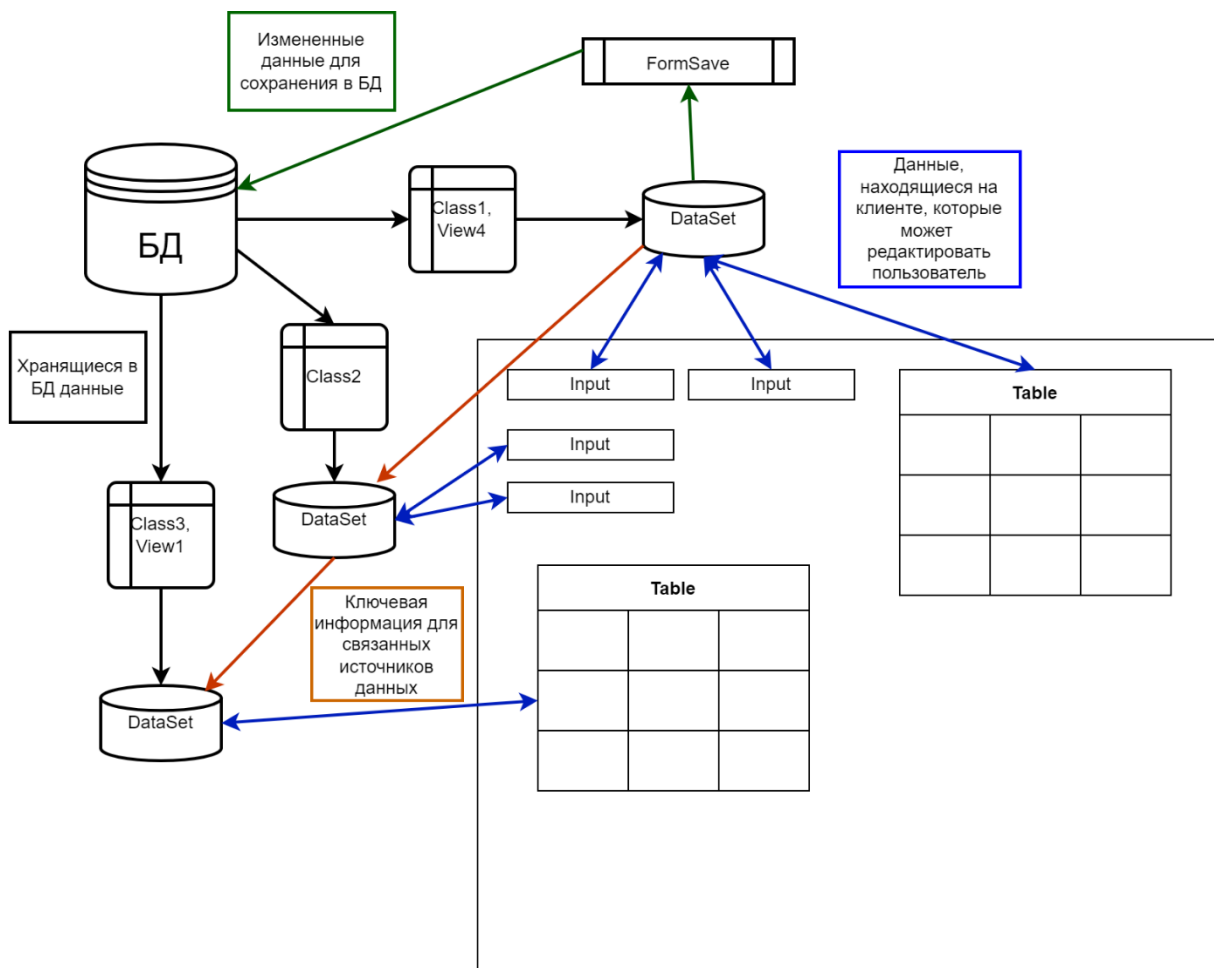 Измененные
данные для
сохранения в БД
FormSave
БД
Class1,
View4
DataSet
Данные,
находящиеся на
клиенте, которые
может
редактировать
пользователь
Хранящиеся в
БД данные
Class2
Input
Input
Table
Input
Input
Class3,
View1
DataSet
Ключевая
информация для
связанных
источников
данных
Table
DataSet